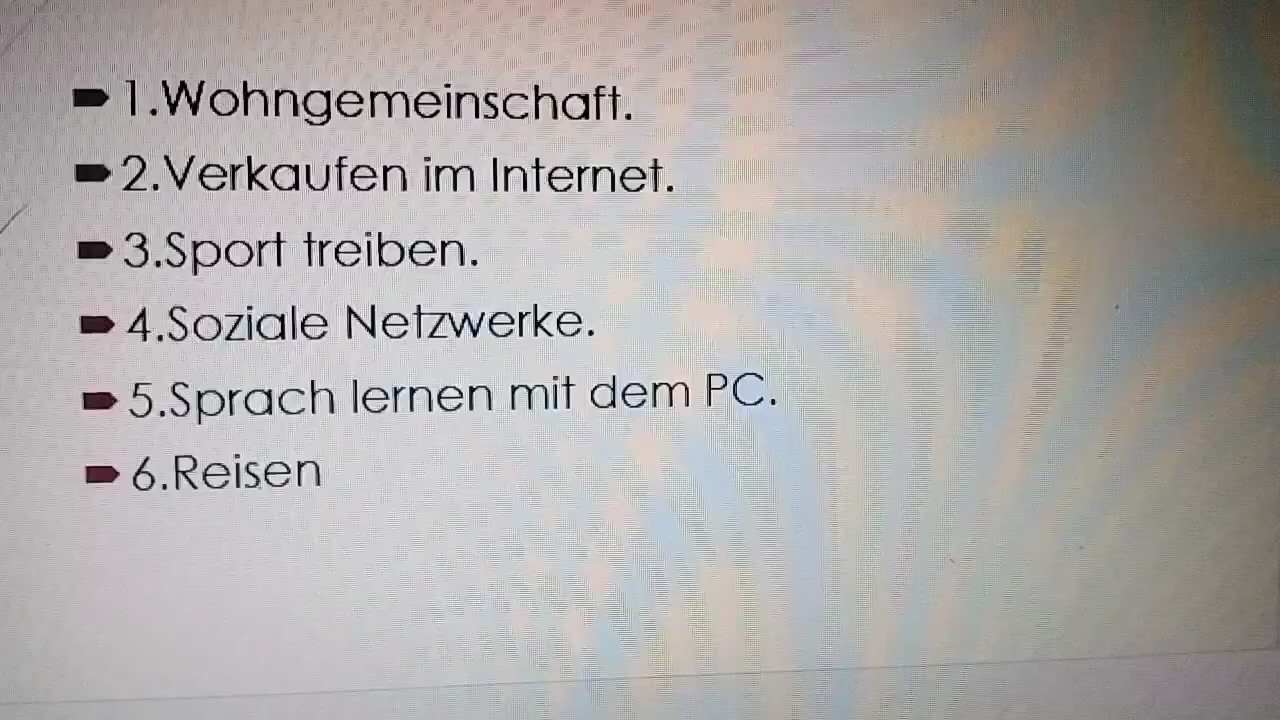 1.Wohngemeinschaft.
2.Verkaufen im Internet.
3.Sport treiben.
4.Soziale Netzwerke.
5.Sprach lernen mit dem PC.
6.Reisen